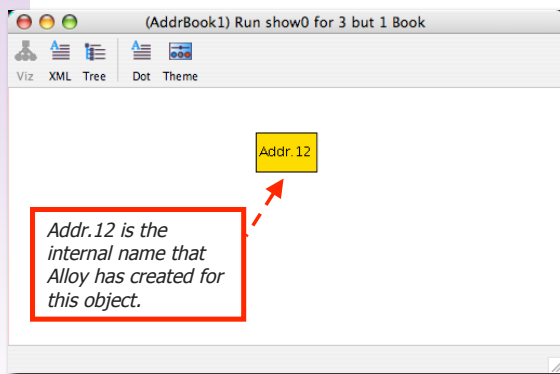 (AddrBook1) Run show0 for 3 but 1 Book
Viz XML Tree Dot Theme
Addr.12
Addr.12 is the
internal name that
Alloy has created for
this object.